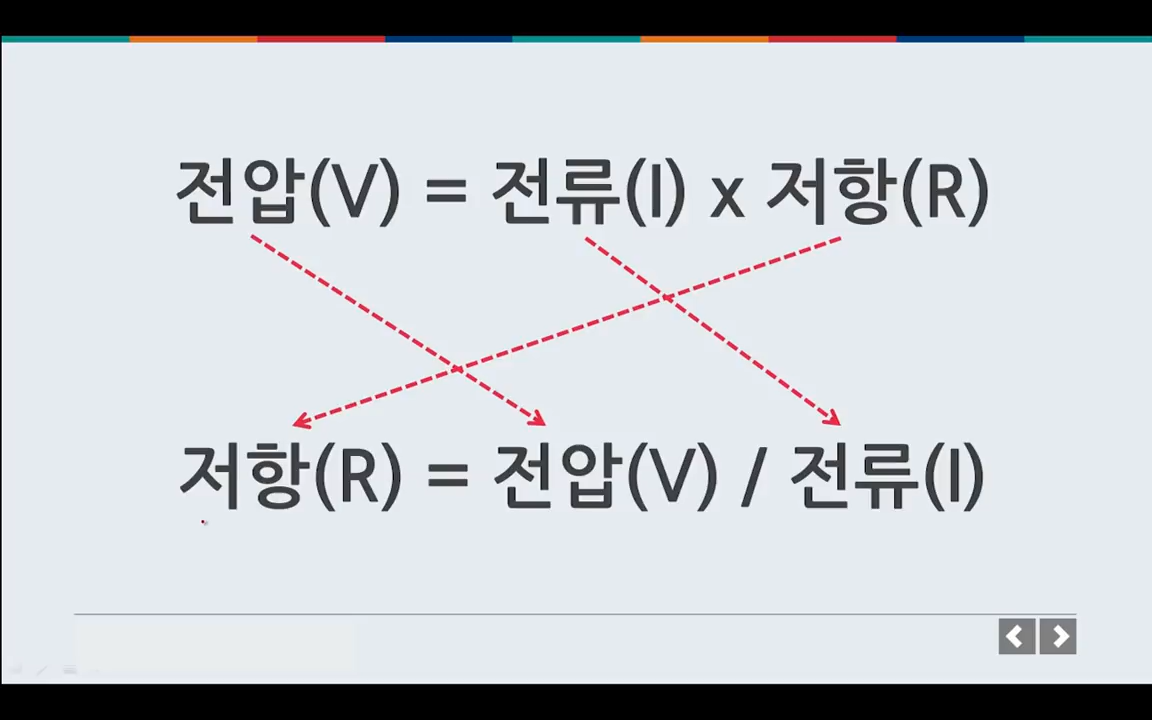 전압(V) = 전류(I) x 저항(R)
저항(R) = 전압(V) / 전류(I)